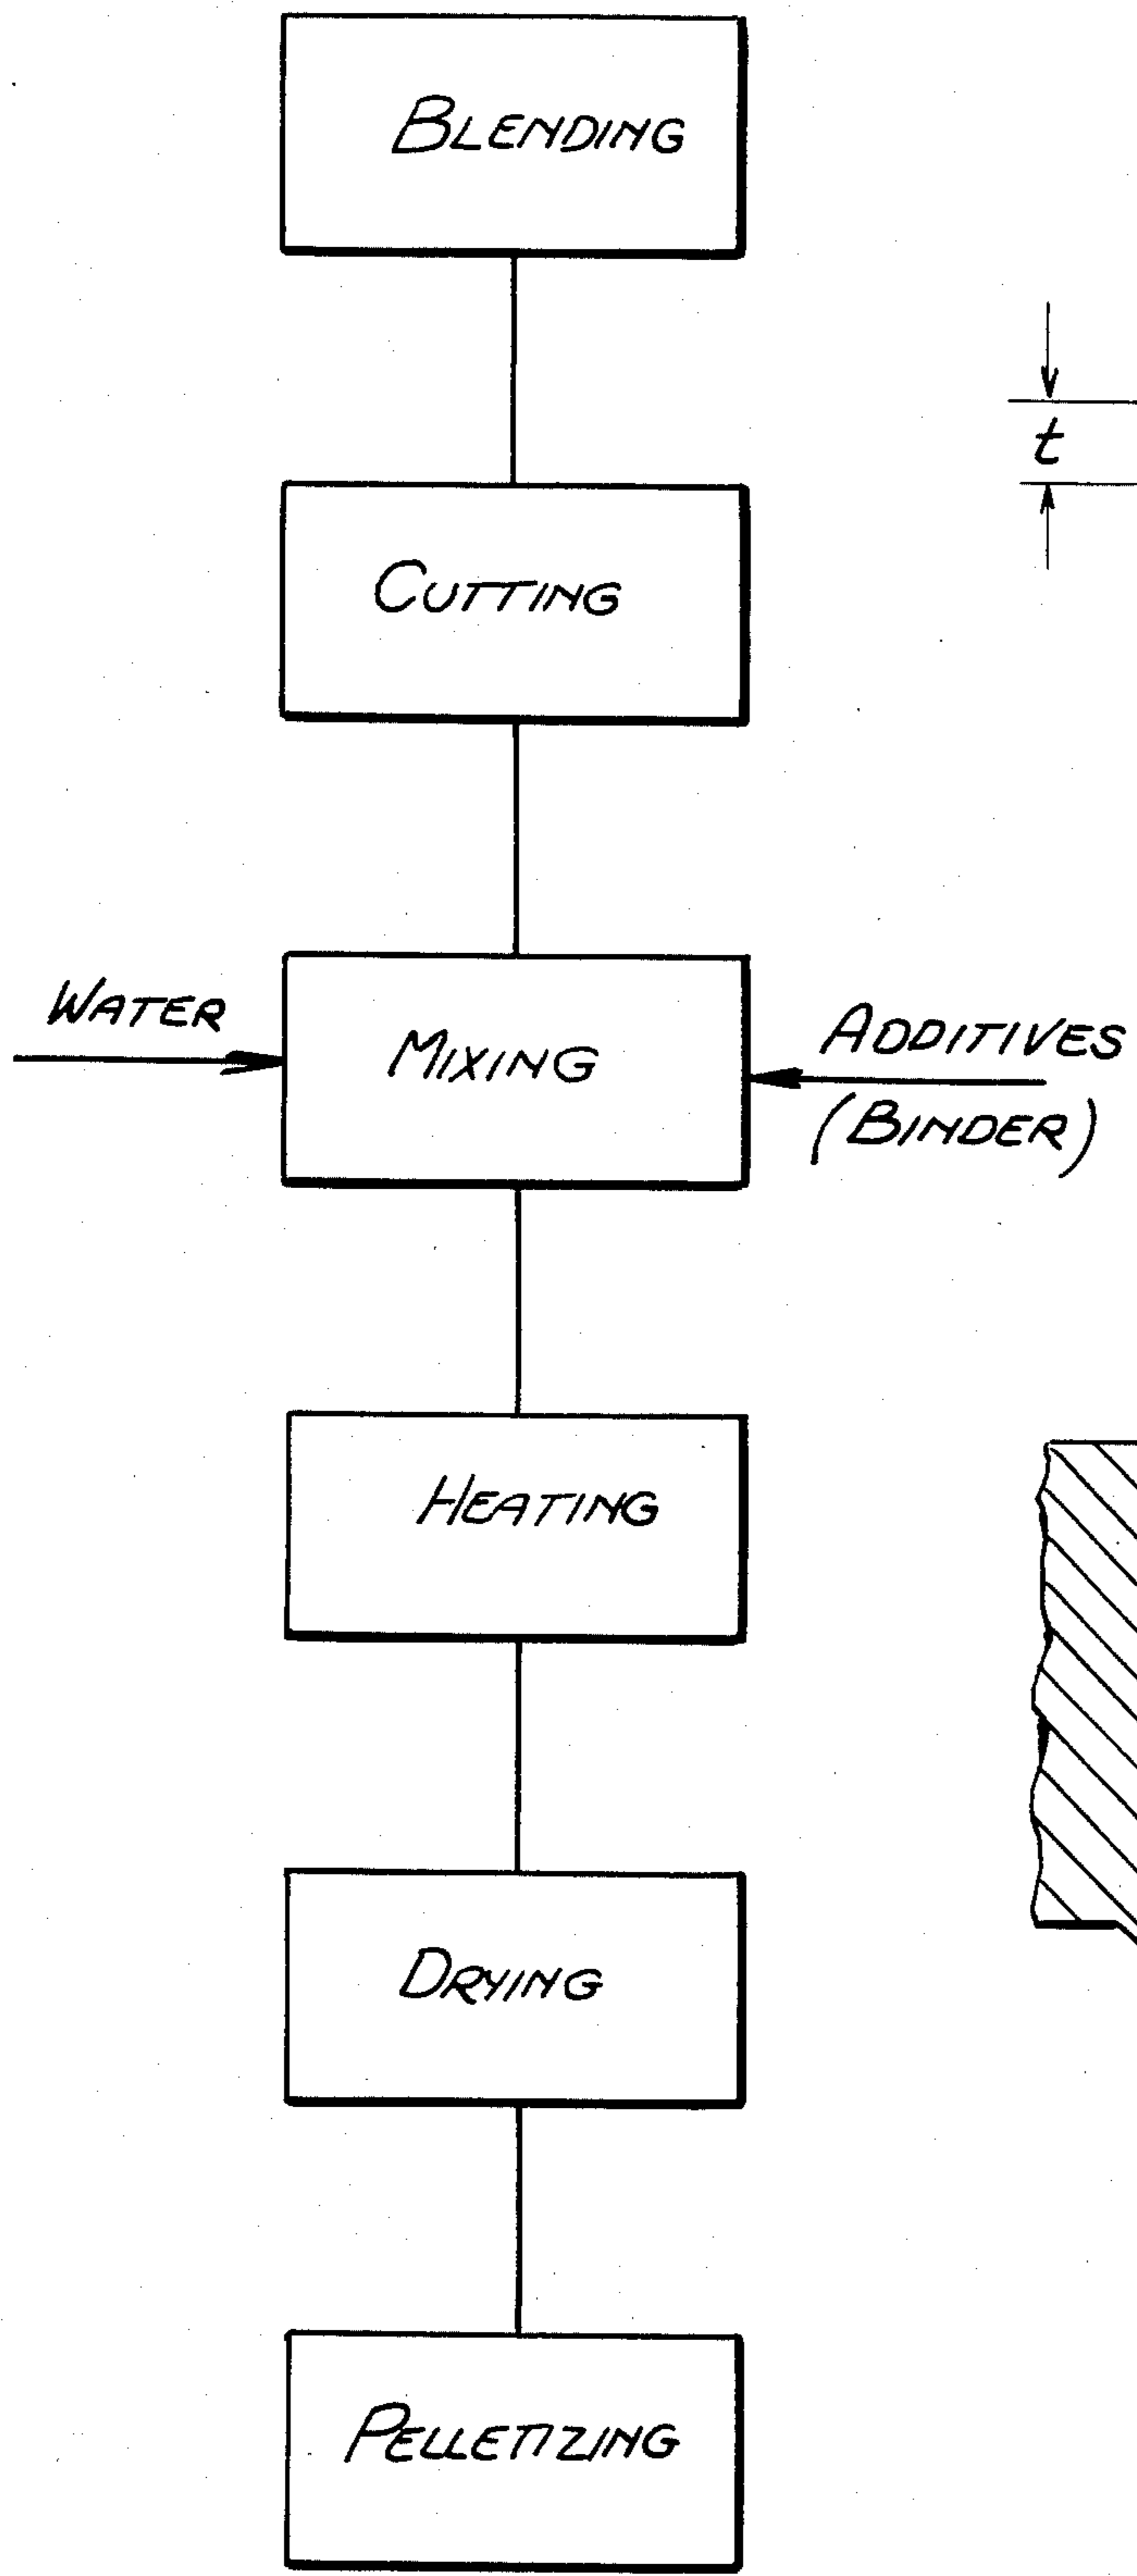 BLENDING
t
CUTTING
WATER
MIXING
ADDITIVES
(BINDER)
HEATING
DRYING
PELLETIZING